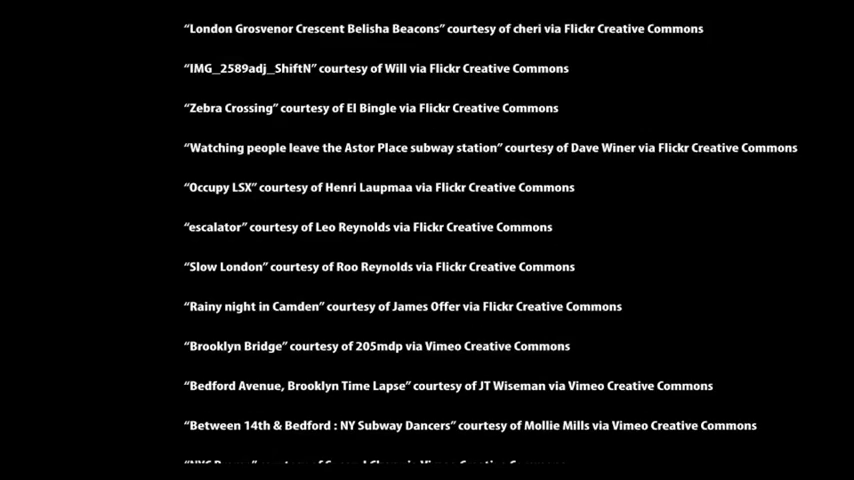 “London Grosvenor Crescent Belisha Beacons” courtesy of cheri via Flickr Creative Commons
“IMG_2589adj_ShiftN” courtesy of Will via Flickr Creative Commons
“Zebra Crossing” courtesy of El Bingle via Flickr Creative Commons
“Watching people leave the Astor Place subway station” courtesy of Dave Winer via Flickr Creative Commons
“Occupy LSX” courtesy of Henri Laupmaa via Flickr Creative Commons
“escalator” courtesy of Leo Reynolds via Flickr Creative Commons
“Slow London” courtesy of Roo Reynolds via Flickr Creative Commons
“Rainy night in Camden” courtesy of James Offer via Flickr Creative Commons
“Brooklyn Bridge” courtesy of 205mdp via Vimeo Creative Commons
“Bedford Avenue, Brooklyn Time Lapse” courtesy of JT Wiseman via Vimeo Creative Commons
“Between 14th & Bedford : NY Subway Dancers” courtesy of Mollie Mills via Vimeo Creative Commons